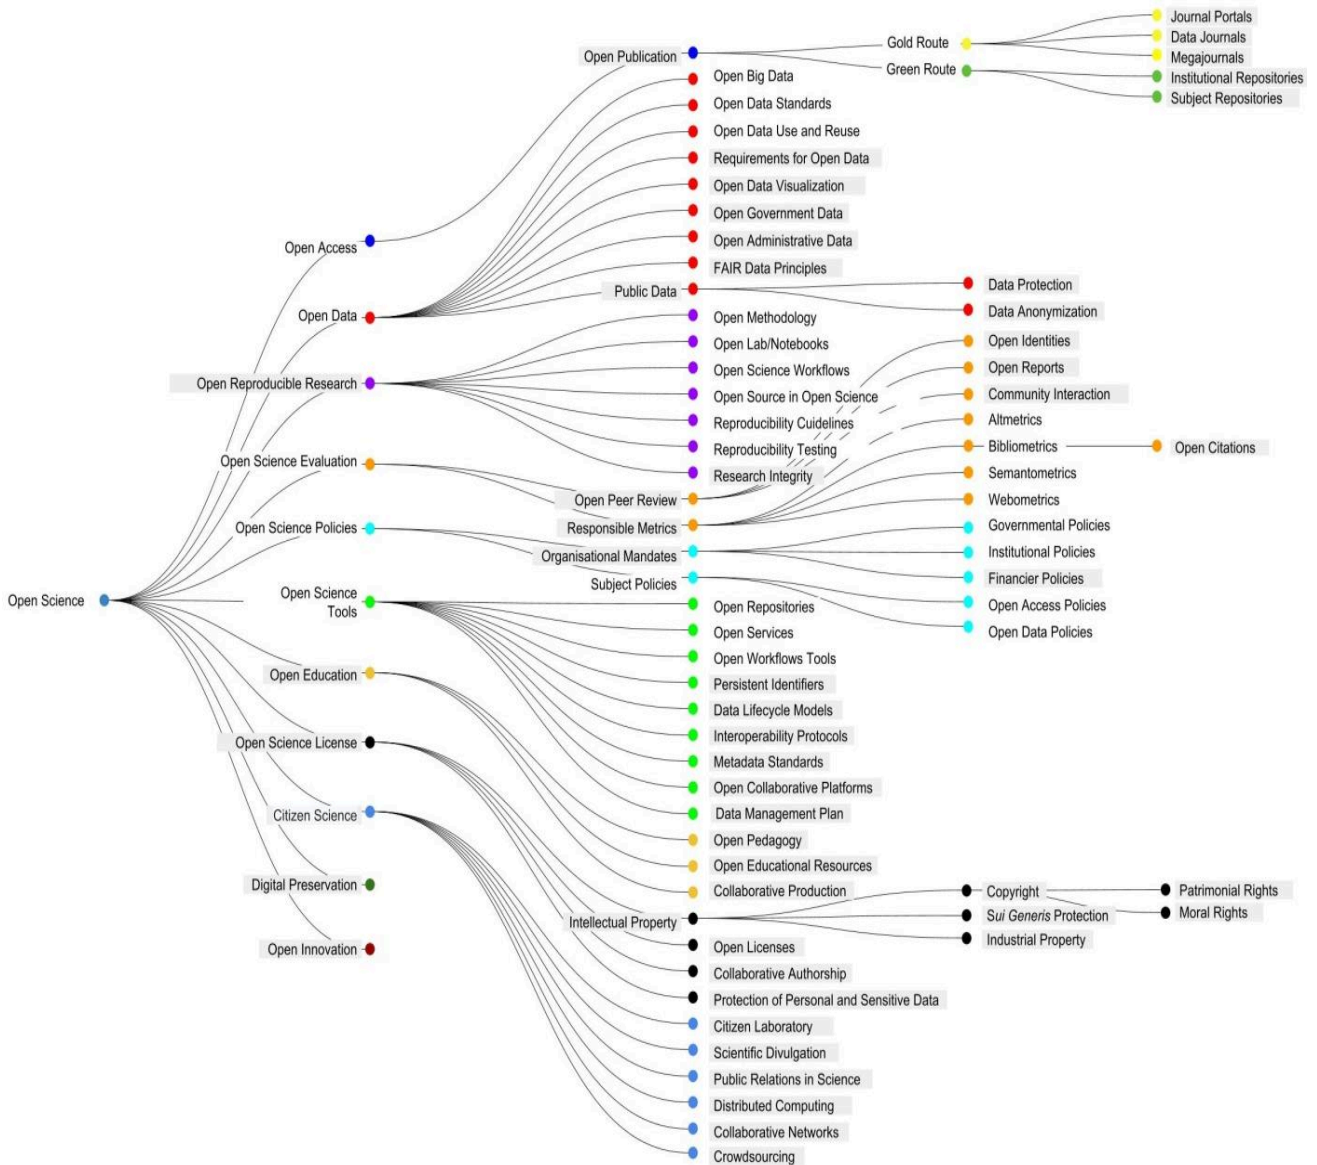 Journal Portals
Gold Route
Data Journals
Open Publication
Megajournals
Green Route
Institutional Repositories
Open Big Data
Subject Repositories
Open Data Standards
Open Data Use and Reuse
Requirements for Open Data
Open Data Visualization
Open Government Data
Open Access
Open Administrative Data
FAIR Data Principles
Public Data
Data Protection
Open Data
Open Methodology
Data Anonymization
Open Lab/Notebooks
Open Identities
Open Reproducible Research
Open Science Workflows
Open Reports
Open Source in Open Science
Community Interaction
Reproducibility Cuidelines
Altmetrics
Reproducibility Testing
Bibliometrics
Open Citations
Open Science Evaluation
Research Integrity
Semantometrics
Open Peer Review
Webometrics
Open Science Policies
Responsible Metrics
Governmental Policies
Organisational Mandates
Institutional Policies
Subject Policies
Financier Policies
Open Science
Open Science
Tools
Open Repositories
Open Access Policies
Open Services
Open Data Policies
Open Workflows Tools
Open Education
Persistent Identifiers
Data Lifecycle Models
Open Science License
Interoperability Protocols
Metadata Standards
Open Collaborative Platforms
Citizen Science
Data Management Plan
Open Pedagogy
Open Educational Resources
Digital Preservation
Collaborative Production
Copyright
Patrimonial Rights
Intellectual Property
Sui Generis Protection
Moral Rights
Open Innovation
Open Licenses
Industrial Property
Collaborative Authorship
Protection of Personal and Sensitive Data
Citizen Laboratory
Scientific Divulgation
Public Relations in Science
Distributed Computing
Collaborative Networks
Crowdsourcing